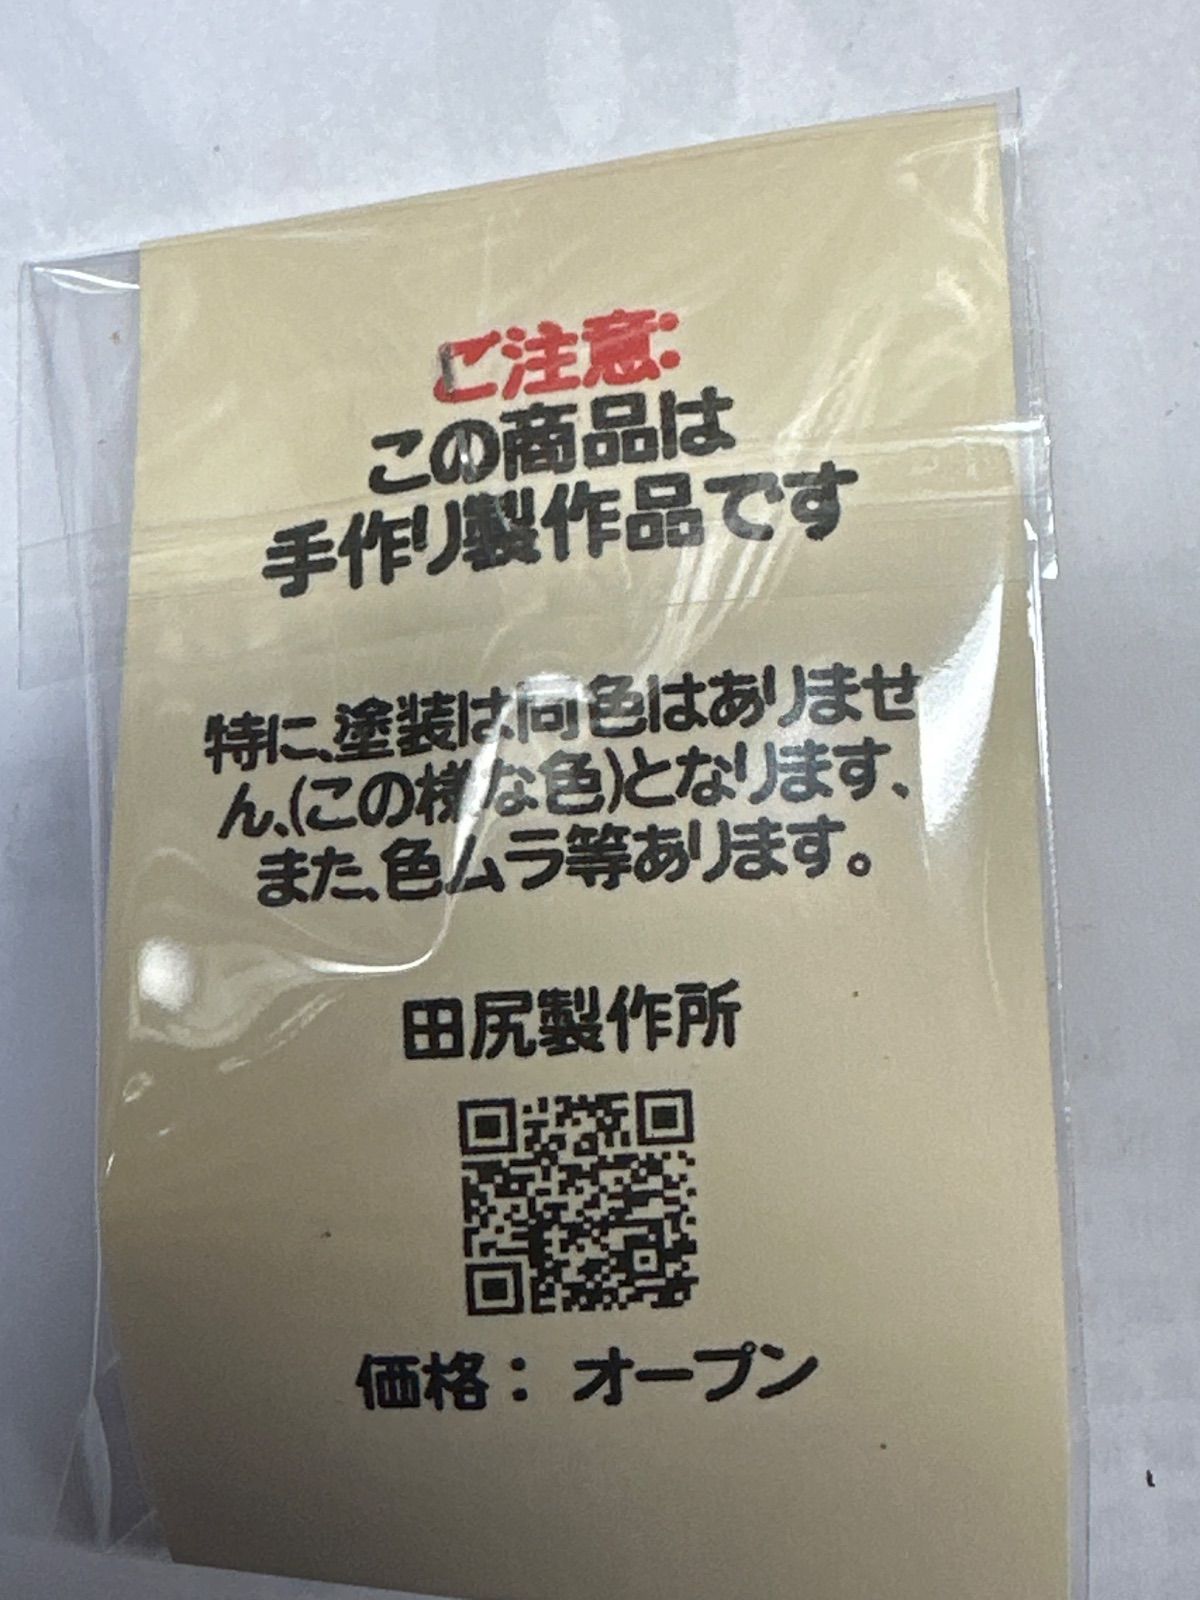 ご注意:
この商品は
手作り製作品です
特に、塗装は同色はありませ
ん、(この様な色)となります、
また、色ムラ等あります。
田尻製作所
価格： オープン